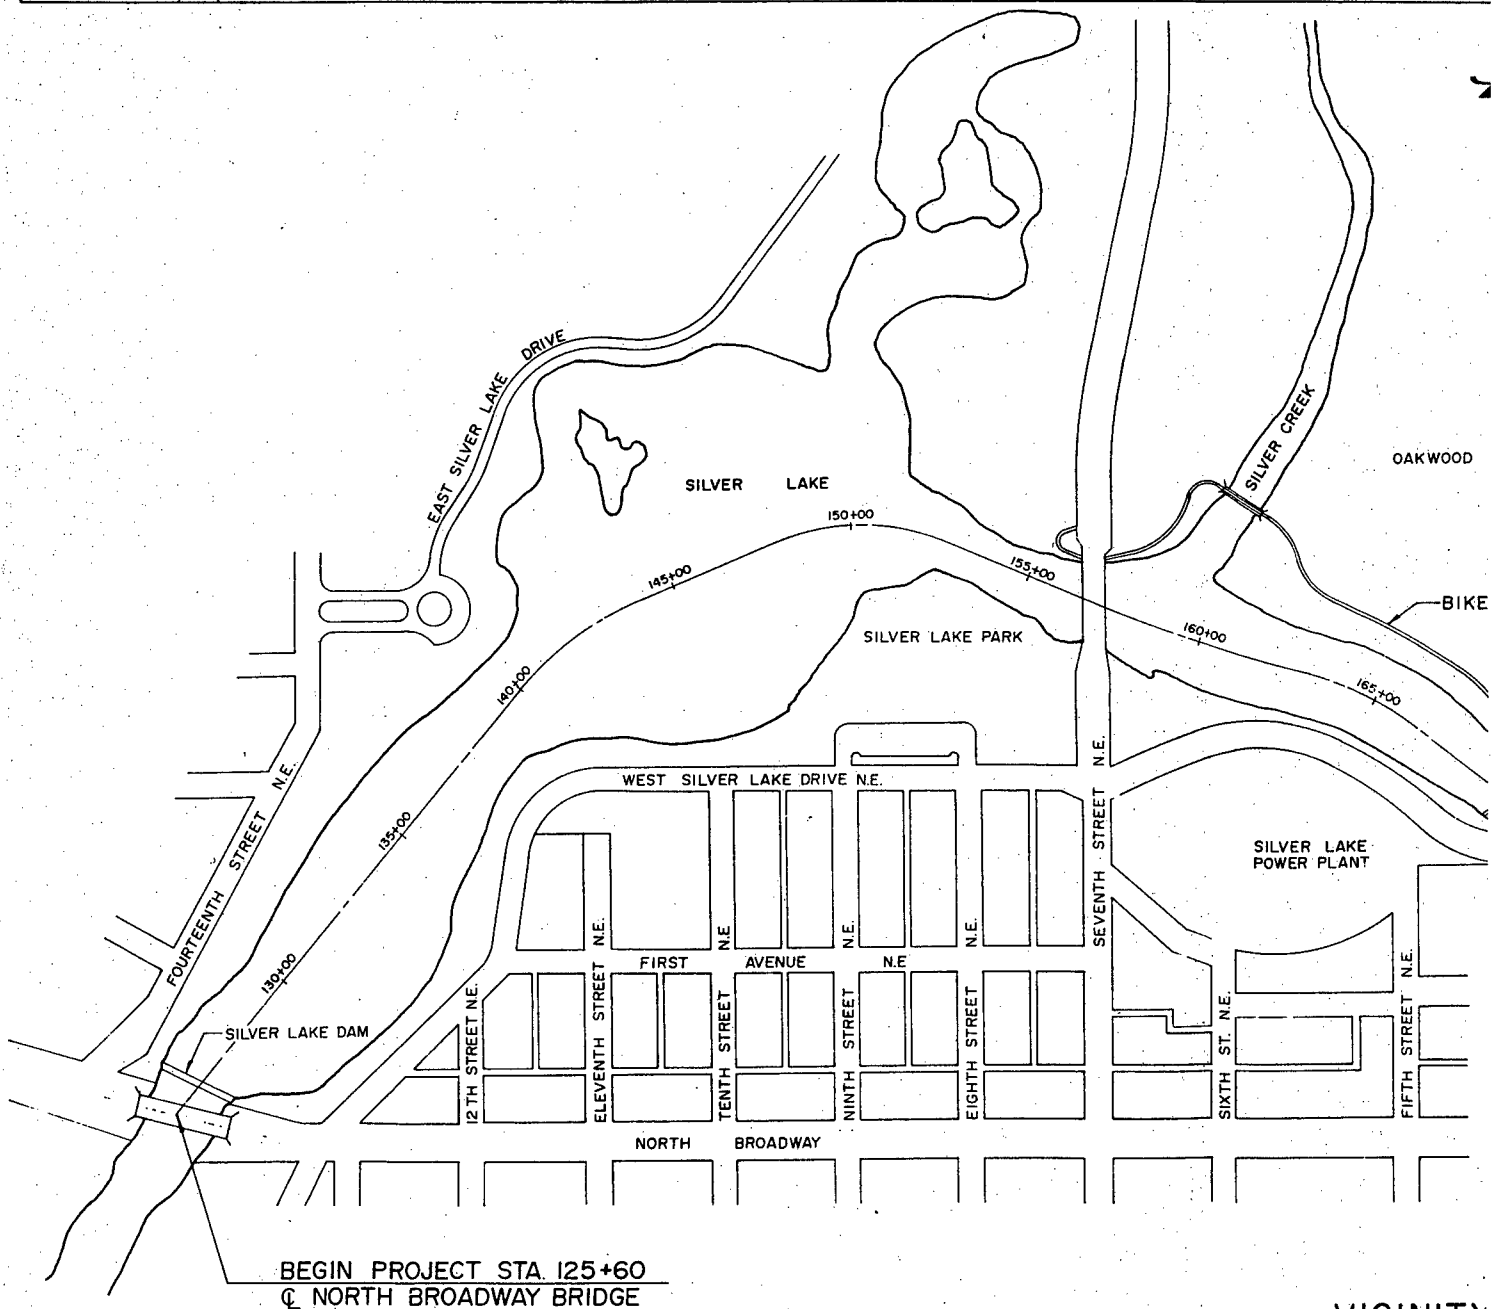 EAST SILVER LAKE DRIVE
SILVER CREEK
OAKWOOD
SILVER LAKE
150+00
145+00
155+00
BIKE
SILVER LAKE PARK
160+00
140+00
165+00
FOURTEENTH STREET N.E.
WEST SILVER LAKE DRIVE N.E.
SEVENTH STREET N.E.
135+00
SILVER LAKE
POWER PLANT
130+00
FIRST AVENUE N.E
SILVER LAKE DAM
12TH STREET N.E.
ELEVENTH STREET N.E.
TENTH STREET N.E
NINTH STREET N.E.
EIGHTH STREET N.E.
SIXTH ST. N.E.
FIFTH STREET N.E.
NORTH BROADWAY
BEGIN PROJECT STA. 125+60
℄ NORTH BROADWAY BRIDGE